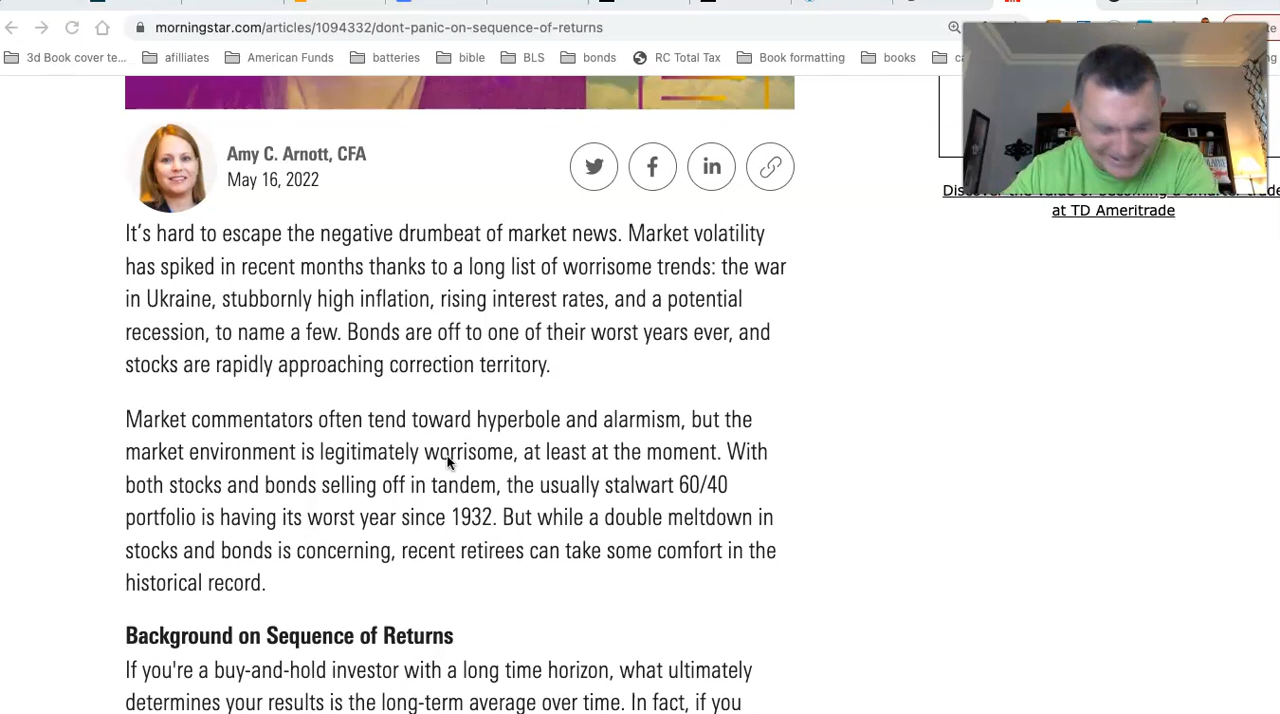 morningstar.com/articles/1094332/dont-panic-on-sequence-of-returns
3d Book cover te... afilliates American Funds batteries bible BLS bonds RC Total Tax Book formatting books
Amy C. Arnott, CFA
May 16, 2022
at TD Ameritrade
It’s hard to escape the negative drumbeat of market news. Market volatility
has spiked in recent months thanks to a long list of worrisome trends: the war
in Ukraine, stubbornly high inflation, rising interest rates, and a potential
recession, to name a few. Bonds are off to one of their worst years ever, and
stocks are rapidly approaching correction territory.
Market commentators often tend toward hyperbole and alarmism, but the
market environment is legitimately worrisome, at least at the moment. With
both stocks and bonds selling off in tandem, the usually stalwart 60/40
portfolio is having its worst year since 1932. But while a double meltdown in
stocks and bonds is concerning, recent retirees can take some comfort in the
historical record.
Background on Sequence of Returns
If you're a buy-and-hold investor with a long time horizon, what ultimately
determines your results is the long-term average over time. In fact, if you